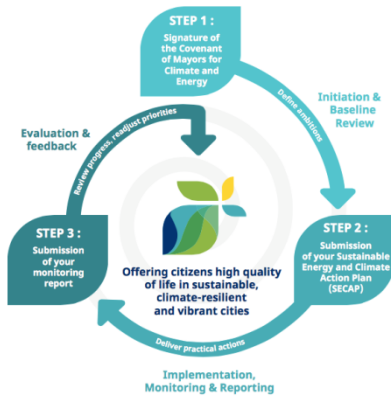 STEP 1 :
Signature of
the Covenant
of Mayors for
Climate and
Energy
Define ambitions
Initiation &
Baseline
Review
STEP 2 :
Submission
of your Sustainable
Energy and Climate
Action Plan
(SECAP)
Deliver practical actions
Implementation,
Monitoring & Reporting
STEP 3 :
Submission
of your
monitoring
report
Review progress, readjust priorities
Evaluation &
feedback
Offering citizens high quality
of life in sustainable,
climate-resilient
and vibrant cities